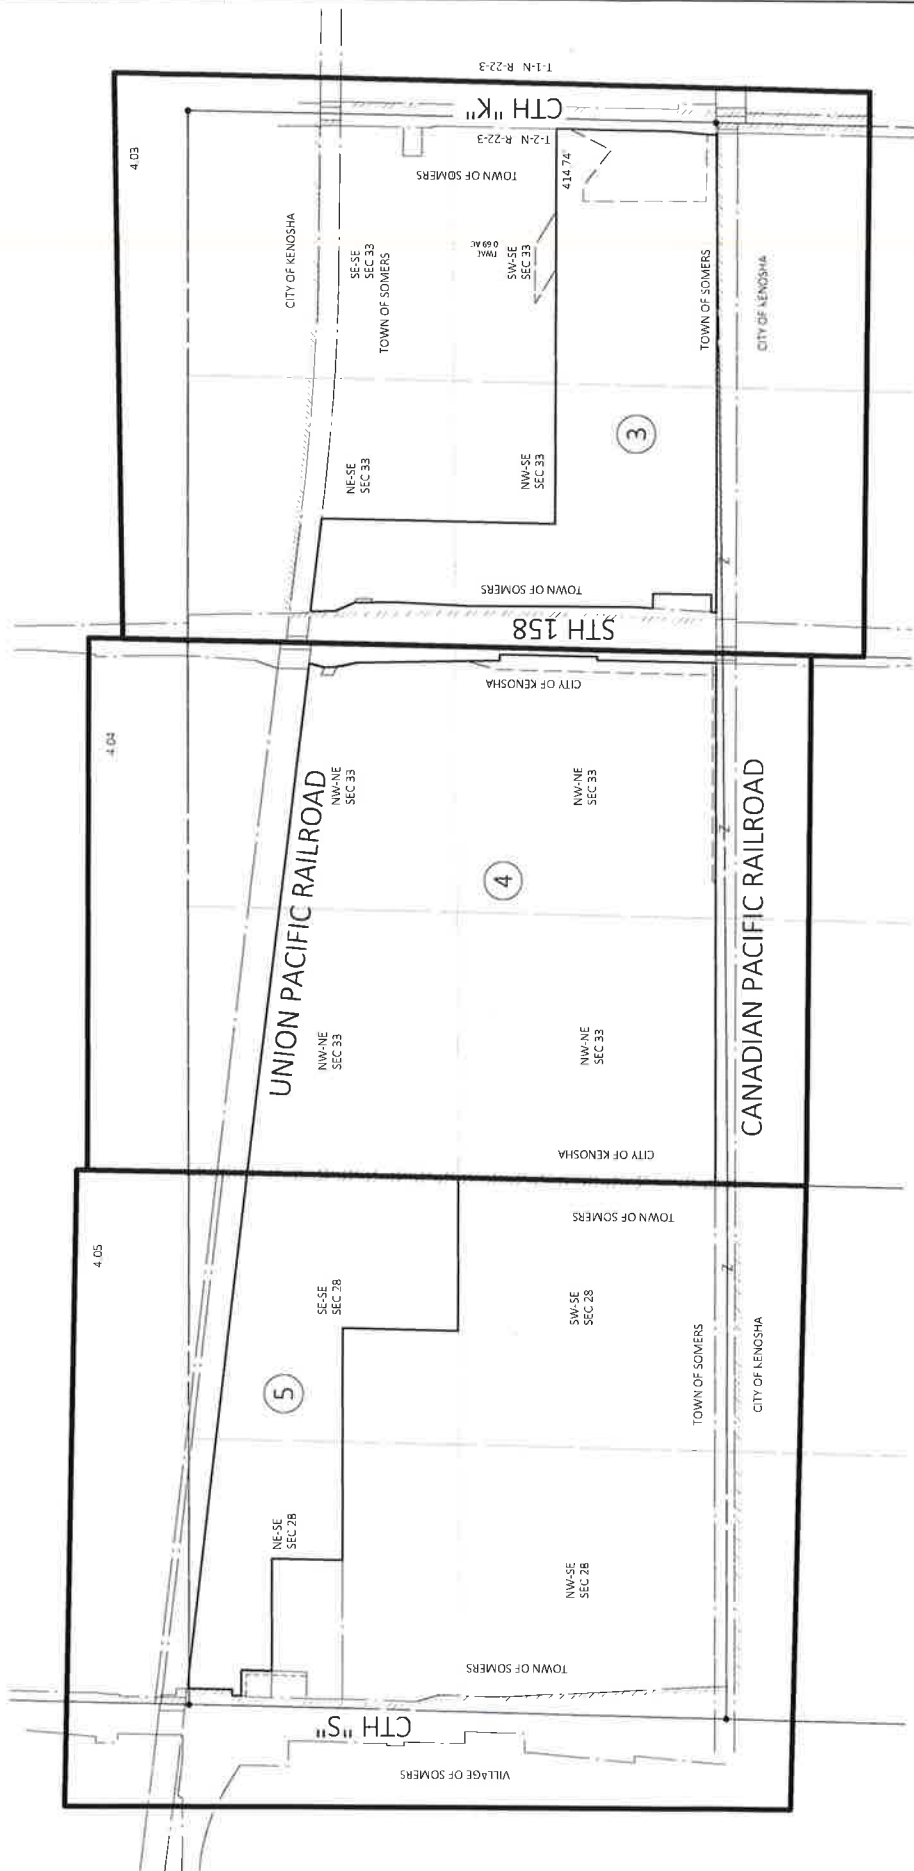 T-1-N R-22-3
CTH "K"
T-2-N R-22-3
4.03
TOWN OF SOMERS
414.74'
CITY OF KENOSHA
SE-SE
SEC 33
TOWN OF SOMERS
0.69 AC
SW-SE
SEC 33
TOWN OF SOMERS
CITY OF KENOSHA
3
NE-SE
SEC 33
NW-SE
SEC 33
TOWN OF SOMERS
STH 158
4.04
CITY OF KENOSHA
NW-NE
SEC 33
NW-NE
SEC 33
UNION PACIFIC RAILROAD
4
CANADIAN PACIFIC RAILROAD
NW-NE
SEC 33
NW-NE
SEC 33
CITY OF KENOSHA
4.05
TOWN OF SOMERS
SE-SE
SEC 28
SW-SE
SEC 28
TOWN OF SOMERS
CITY OF KENOSHA
5
NE-SE
SEC 28
NW-SE
SEC 28
TOWN OF SOMERS
CTH "S"
VILLAGE OF SOMERS